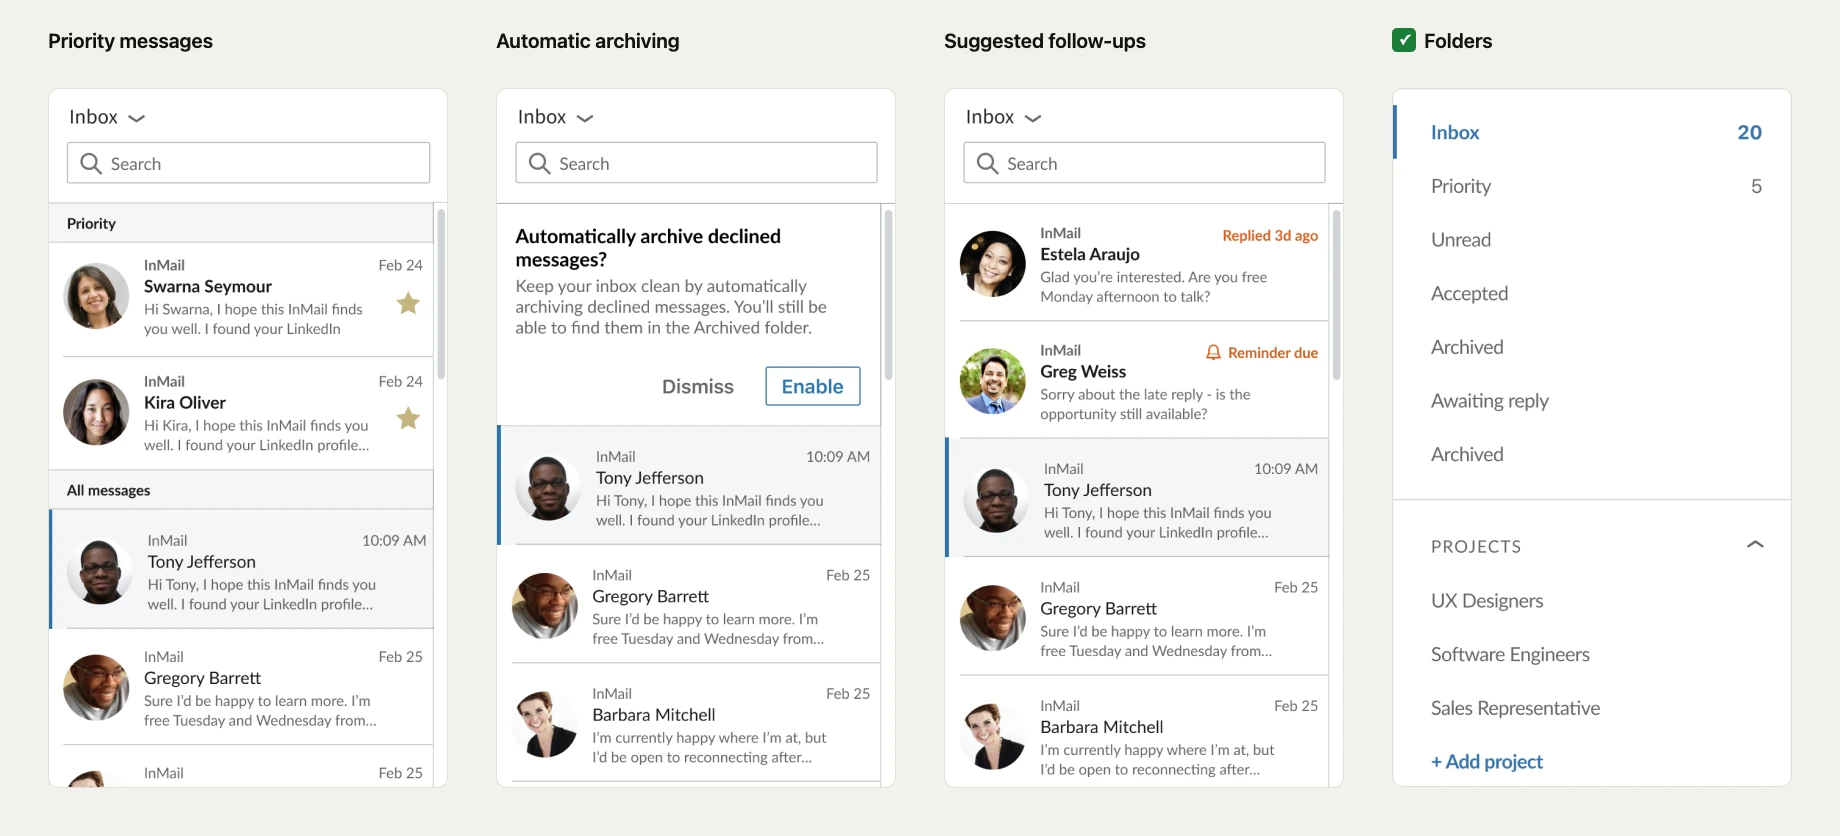 Priority messages
Inbox
Search
Priority
InMail
Feb 24
Swarna Seymour
Hi Swarna, I hope this InMail finds
you well. I found your LinkedIn
InMail
Feb 24
Kira Oliver
Hi Kira, I hope this InMail finds you
well. I found your LinkedIn profile...
All messages
InMail
10:09 AM
Tony Jefferson
Hi Tony, I hope this InMail finds you
well. I found your LinkedIn profile...
InMail
Feb 25
Gregory Barrett
Sure I'd be happy to learn more. I'm
free Tuesday and Wednesday from...
InMail
Feb 25
Automatic archiving
Inbox
Search
Automatically archive declined
messages?
Keep your inbox clean by automatically
archiving declined messages. You'll still be
able to find them in the Archived folder.
Dismiss
Enable
InMail
10:09 AM
Tony Jefferson
Hi Tony, I hope this InMail finds you
well. I found your LinkedIn profile...
InMail
Feb 25
Gregory Barrett
Sure I'd be happy to learn more. I'm
free Tuesday and Wednesday from...
InMail
Feb 25
Barbara Mitchell
I'm currently happy where I'm at, but
I'd be open to reconnecting after...
Suggested follow-ups
Inbox
Search
InMail
Replied 3d ago
Estela Araujo
Glad you're interested. Are you free
Monday afternoon to talk?
InMail
Reminder due
Greg Weiss
Sorry about the late reply - is the
opportunity still available?
InMail
10:09 AM
Tony Jefferson
Hi Tony, I hope this InMail finds you
well. I found your LinkedIn profile...
InMail
Feb 25
Gregory Barrett
Sure I'd be happy to learn more. I'm
free Tuesday and Wednesday from...
InMail
Feb 25
Barbara Mitchell
I'm currently happy where I'm at, but
I'd be open to reconnecting after...
Folders
Inbox 20
Priority 5
Unread
Accepted
Archived
Awaiting reply
Archived
PROJECTS
UX Designers
Software Engineers
Sales Representative
+ Add project